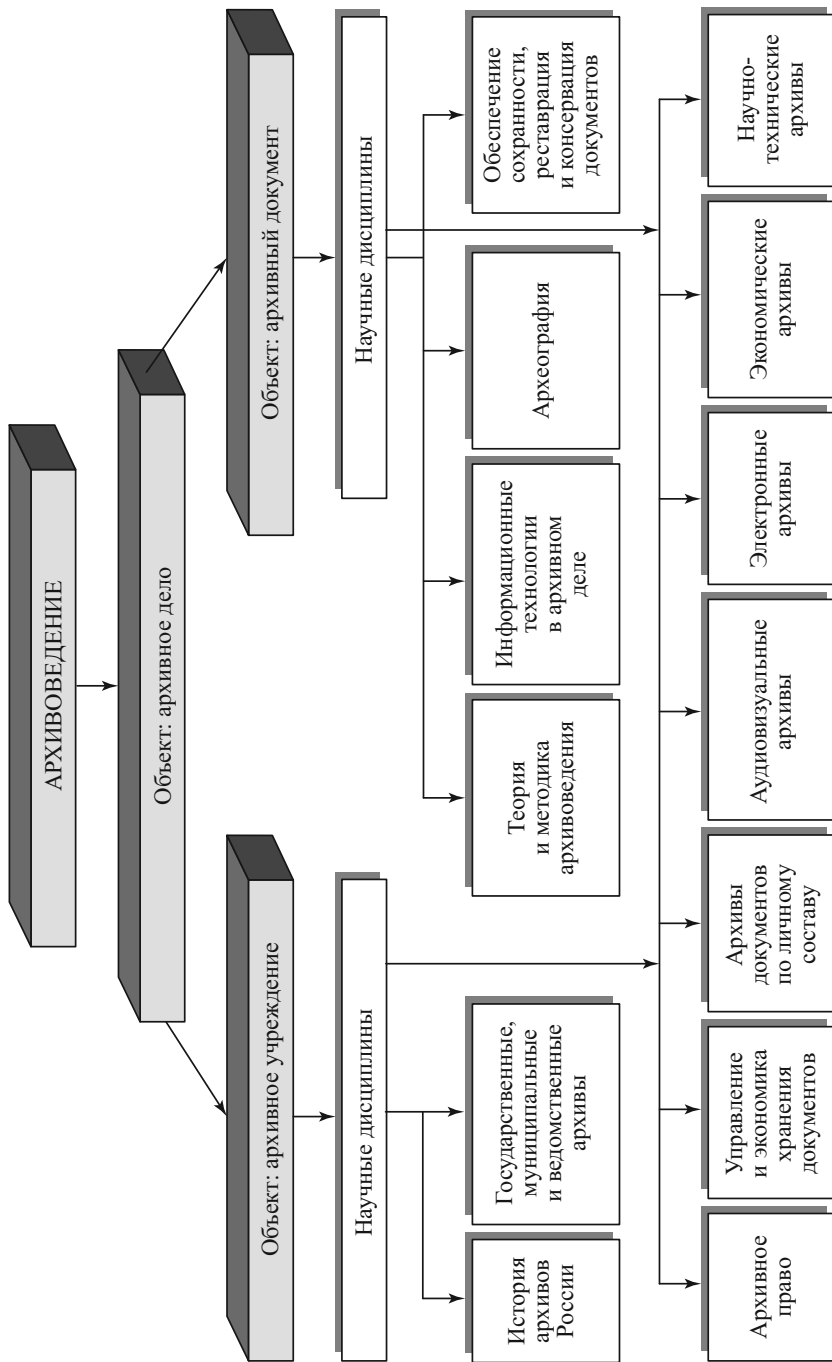 АРХИВОВЕДЕНИЕ
Объект: архивное дело
Объект: архивное учреждение
Объект: архивный документ
Научные дисциплины
Научные дисциплины
История
архивов
России
Государственные,
муниципальные
и ведомственные
архивы
Теория
и методика
архивоведения
Информационные
технологии
в архивном
деле
Археография
Обеспечение
сохранности,
реставрация
и консервация
документов
Архивное
право
Управление
и экономика
хранения
документов
Архивы
документов
по личному
составу
Аудиовизуальные
архивы
Электронные
архивы
Экономические
архивы
Научно-
технические
архивы